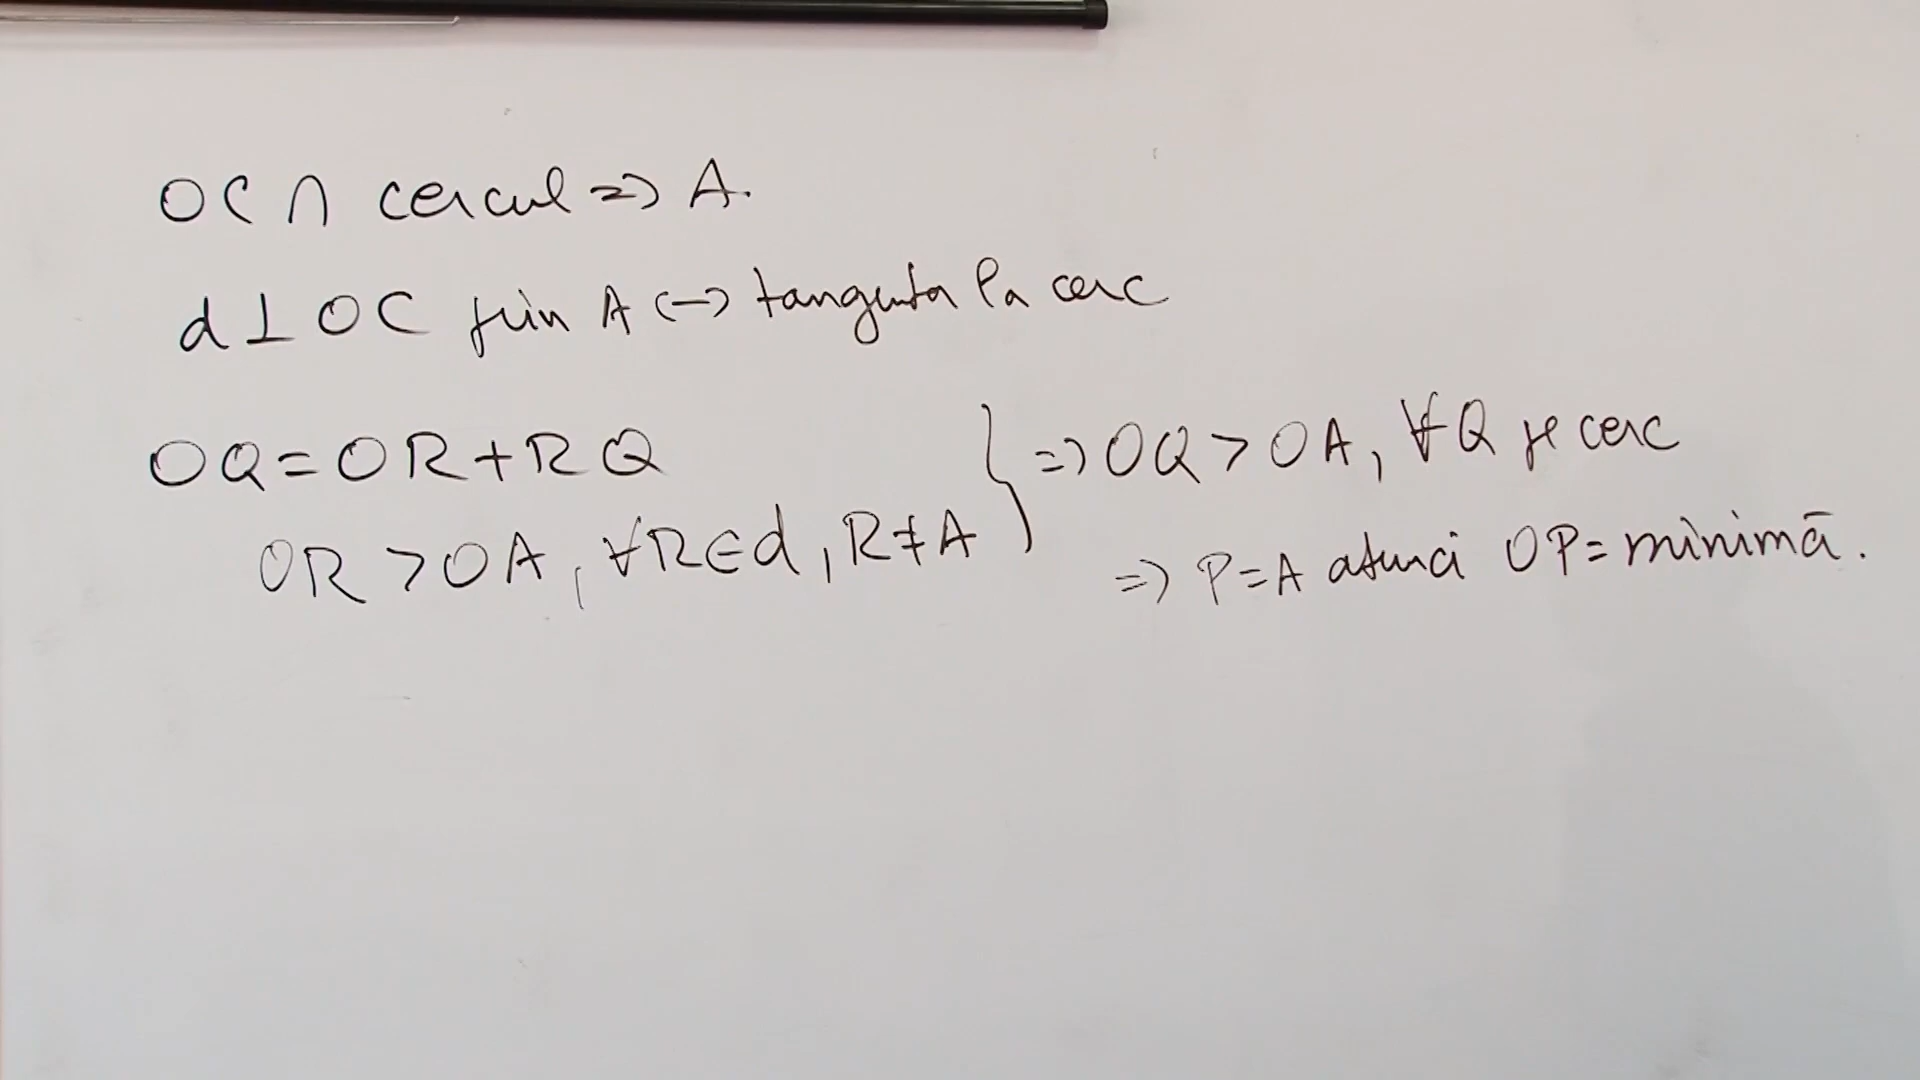 OC ∩ cercul => A.
d ⊥ OC prin A (-> tangenta la cerc
OQ = OR + RQ
OR > OA, ∀R∈d, R≠A
=> OQ > OA, ∀Q pe cerc
=> P=A atunci OP = minimă.